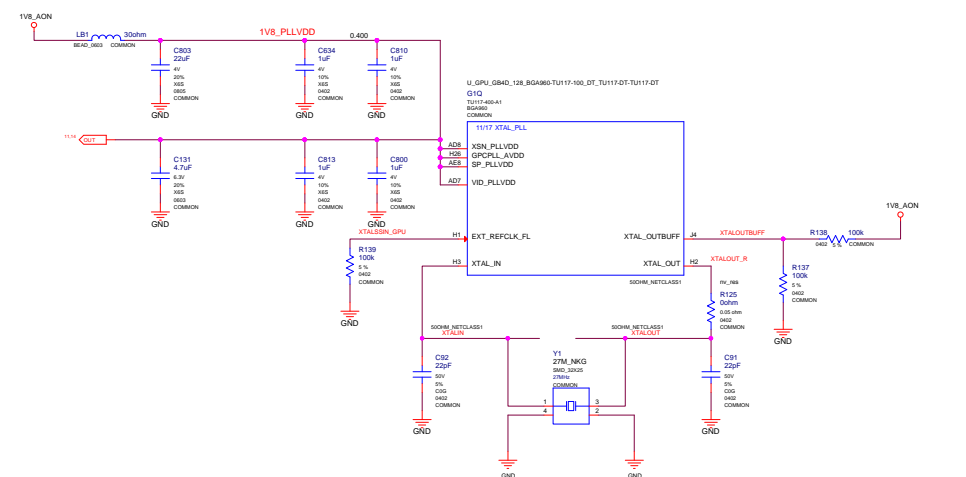 1V8_AON
LB1 30ohm
BEAD_0603 COMMON
1V8_PLLVDD 0.400
C803
22uF
4V
20%
X6S
0805
COMMON
GND
C634
1uF
4V
10%
X6S
0402
COMMON
GND
C810
1uF
4V
10%
X6S
0402
COMMON
GND
OUT
C131
4.7uF
6.3V
20%
X6S
0603
COMMON
GND
C813
1uF
4V
10%
X6S
0402
COMMON
GND
C800
1uF
4V
10%
X6S
0402
COMMON
GND
U_GPU_GB4D_128_BGA960-TU117-100_DT_TU117-DT-TU117-DT
G1Q
TU117-400-A1
BGA960
COMMON
11/17 XTAL_PLL
AD8 XSN_PLLVDD
H26 GPCPLL_AVDD
AE8 SP_PLLVDD
AD7 VID_PLLVDD
XTALSSIN_GPU H1 EXT_REFCLK_FL
H3 XTAL_IN
XTAL_OUTBUFF J4 XTALOUTBUFF
XTAL_OUT H2 XTALOUT_R
50OHM_NETCLASS1
R139
100k
5 %
0402
COMMON
GND
1V8_AON
R138 100k
0402 5 % COMMON
R137
100k
5 %
0402
COMMON
GND
mr_res
R125
0ohm
0.05 ohm
0402
COMMON
50OHM_NETCLASS1
XTALIN
50OHM_NETCLASS1
XTALOUT
C92
22pF
50V
5%
C0G
0402
COMMON
GND
Y1
27M_NKG
SMD_32X25
27MHz
COMMON
1 3
4 2
GND
GND
C91
22pF
50V
5%
C0G
0402
COMMON
GND